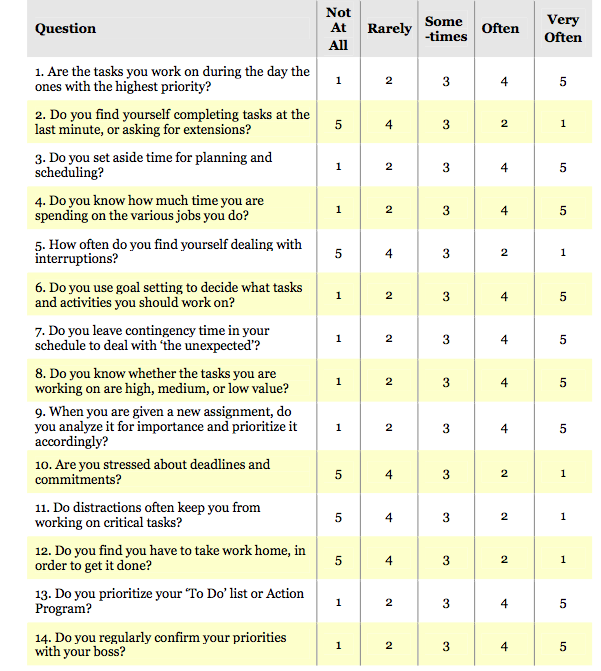 Question Not At All Rarely Some-times Often Very Often
1. Are the tasks you work on during the day the
ones with the highest priority? 1 2 3 4 5
2. Do you find yourself completing tasks at the
last minute, or asking for extensions? 5 4 3 2 1
3. Do you set aside time for planning and
scheduling? 1 2 3 4 5
4. Do you know how much time you are
spending on the various jobs you do? 1 2 3 4 5
5. How often do you find yourself dealing with
interruptions? 5 4 3 2 1
6. Do you use goal setting to decide what tasks
and activities you should work on? 1 2 3 4 5
7. Do you leave contingency time in your
schedule to deal with ‘the unexpected’? 1 2 3 4 5
8. Do you know whether the tasks you are
working on are high, medium, or low value? 1 2 3 4 5
9. When you are given a new assignment, do
you analyze it for importance and prioritize it
accordingly? 1 2 3 4 5
10. Are you stressed about deadlines and
commitments? 5 4 3 2 1
11. Do distractions often keep you from
working on critical tasks? 5 4 3 2 1
12. Do you find you have to take work home, in
order to get it done? 5 4 3 2 1
13. Do you prioritize your ‘To Do’ list or Action
Program? 1 2 3 4 5
14. Do you regularly confirm your priorities
with your boss? 1 2 3 4 5